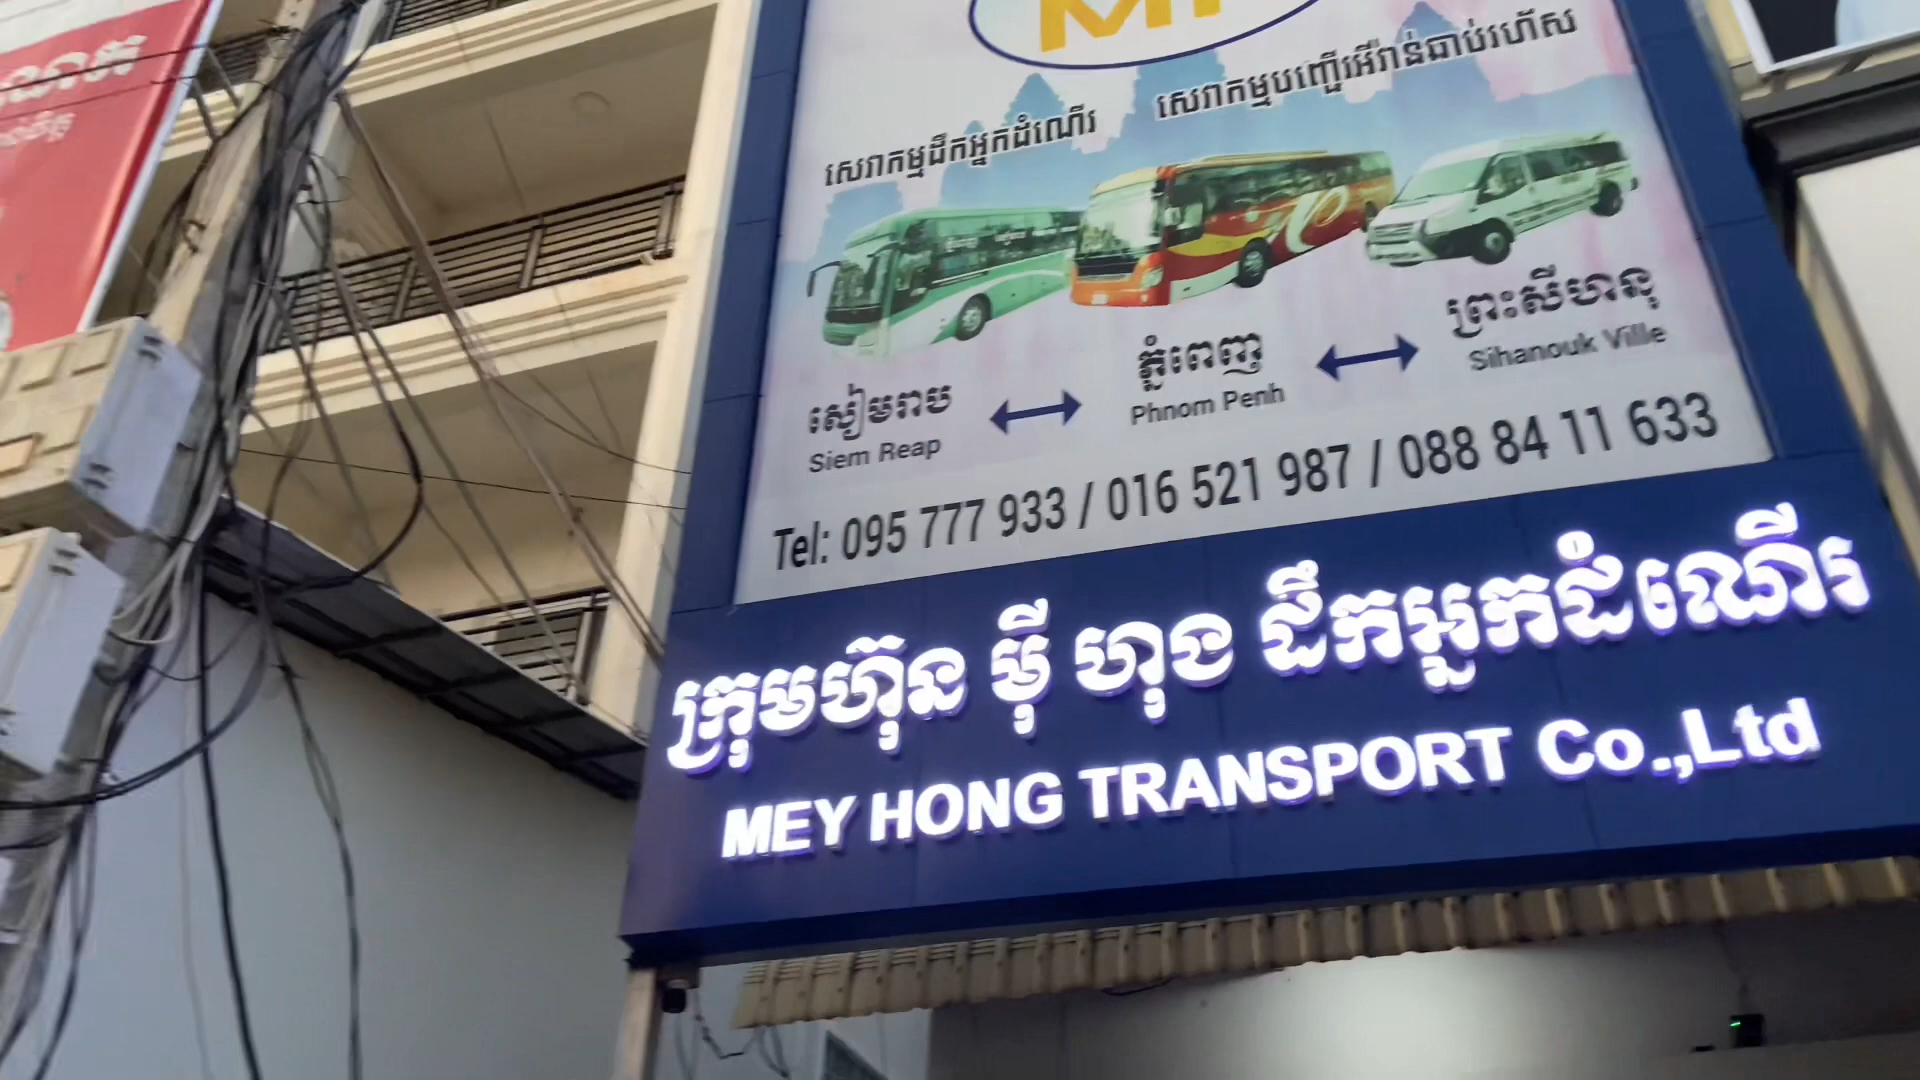 សេវាកម្មដឹកអ្នកដំណើរ
សេវាកម្មបញ្ញើរអីវ៉ាន់ឆាប់រហ័ស
សៀមរាប
Siem Reap
ភ្នំពេញ
Phnom Penh
ព្រះសីហនុ
Sihanouk Ville
Tel: 095 777 933 / 016 521 987 / 088 84 11 633
ក្រុមហ៊ុន ម៉ី ហុង ដឹកអ្នកដំណើរ
MEY HONG TRANSPORT Co.,Ltd